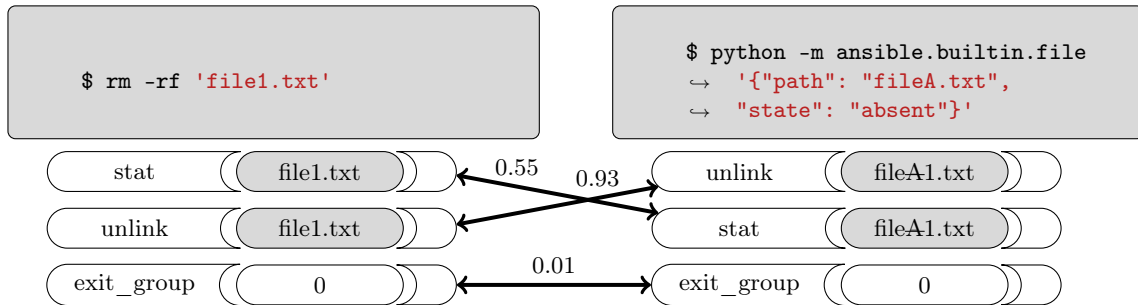 $ rm -rf 'file1.txt'
$ python -m ansible.builtin.file
↪ '{"path": "fileA.txt",
↪ "state": "absent"}'
stat file1.txt 0.55 0.93 unlink fileA1.txt
unlink file1.txt stat fileA1.txt
exit_group 0 0.01 exit_group 0